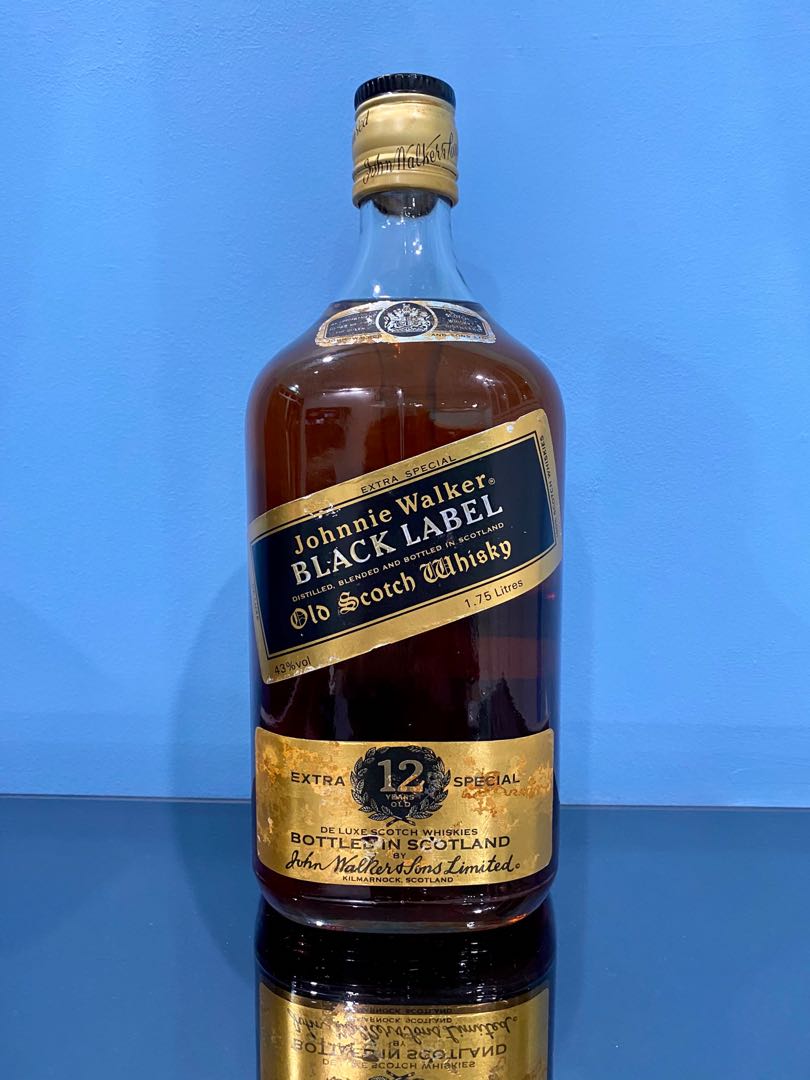 John Walker & Sons
EXTRA SPECIAL
Johnnie Walker®
BLACK LABEL
DISTILLED, BLENDED AND BOTTLED IN SCOTLAND
Old Scotch Whisky
1.75 Litres
43%vol
EXTRA 12 SPECIAL
YEARS
OLD
DE LUXE SCOTCH WHISKIES
BOTTLED IN SCOTLAND
BY
John Walker & Sons Limited.
KILMARNOCK, SCOTLAND